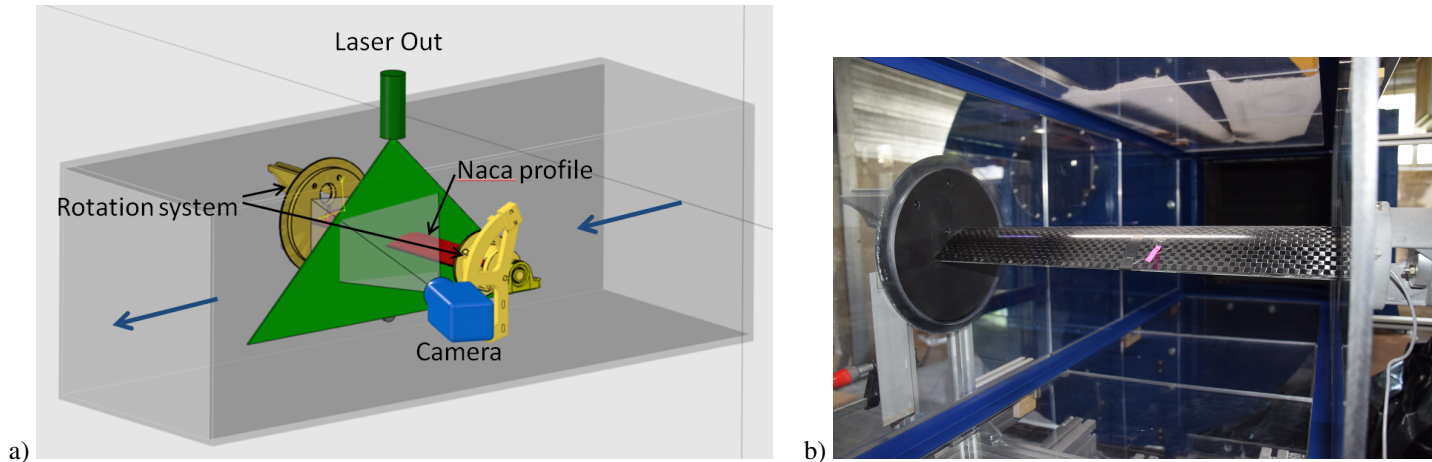 Laser Out
Naca profile
Rotation system
Camera
a)
b)